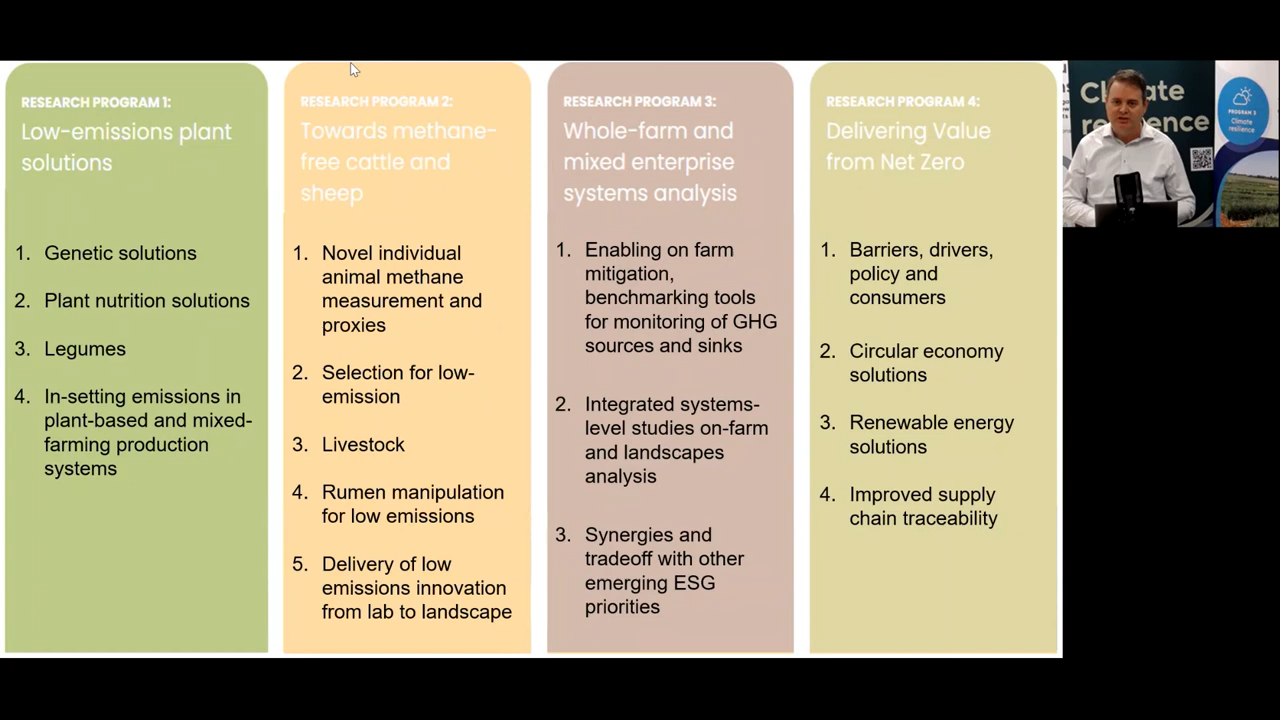 RESEARCH PROGRAM 1:
Low-emissions plant
solutions
1. Genetic solutions
2. Plant nutrition solutions
3. Legumes
4. In-setting emissions in
plant-based and mixed-
farming production
systems
RESEARCH PROGRAM 2:
Towards methane-
free cattle and
sheep
1. Novel individual
animal methane
measurement and
proxies
2. Selection for low-
emission
3. Livestock
4. Rumen manipulation
for low emissions
5. Delivery of low
emissions innovation
from lab to landscape
RESEARCH PROGRAM 3:
Whole-farm and
mixed enterprise
systems analysis
1. Enabling on farm
mitigation,
benchmarking tools
for monitoring of GHG
sources and sinks
2. Integrated systems-
level studies on-farm
and landscapes
analysis
3. Synergies and
tradeoff with other
emerging ESG
priorities
RESEARCH PROGRAM 4:
Delivering Value
from Net Zero
1. Barriers, drivers,
policy and
consumers
2. Circular economy
solutions
3. Renewable energy
solutions
4. Improved supply
chain traceability
PROGRAM 3
Climate
resilience